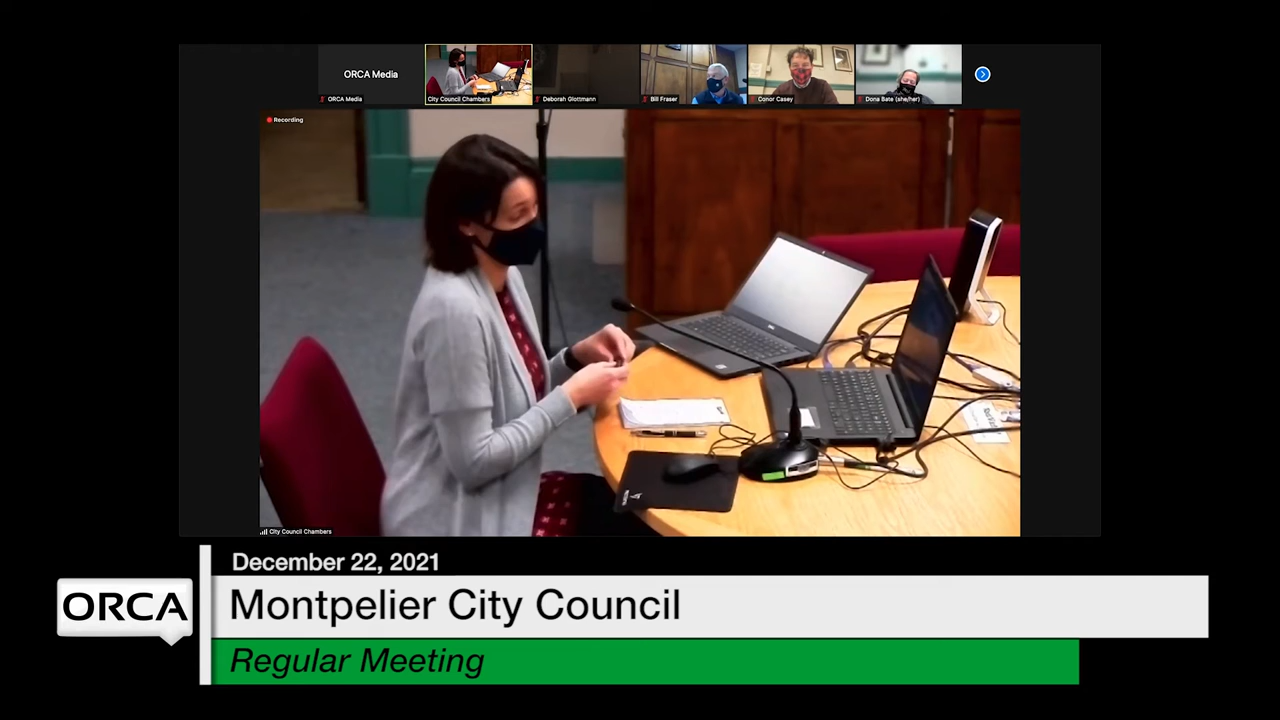 ORCA Media
ORCA Media
City Council Chambers
Deborah Glottmann
Bill Fraser
Conor Casey
Dona Bate (she/her)
Recording
City Council Chambers
December 22, 2021
ORCA
Montpelier City Council
Regular Meeting